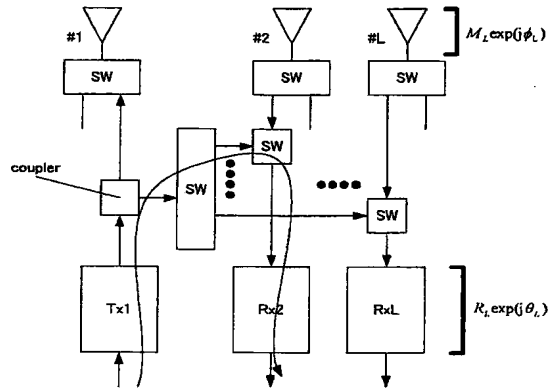 #1
#2
#L
M_L exp(jϕ_L)
SW
SW
SW
SW
coupler
SW
SW
Tx1
Rx2
RxL
R_L exp(jθ_L)